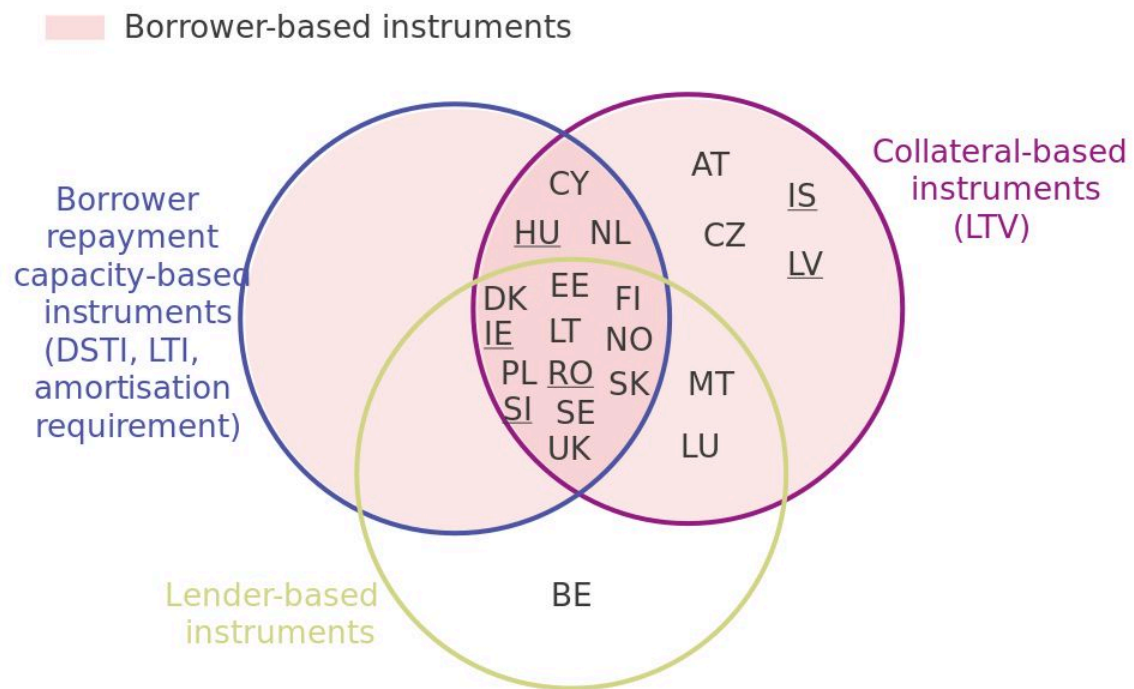 Borrower-based instruments
Borrower
repayment
capacity-based
instruments
(DSTI, LTI,
amortisation
requirement)
Collateral-based
instruments
(LTV)
CY
HU NL
AT
IS
CZ
LV
DK EE FI
IE LT NO
PL RO SK
SI SE
UK
MT
LU
Lender-based
instruments
BE